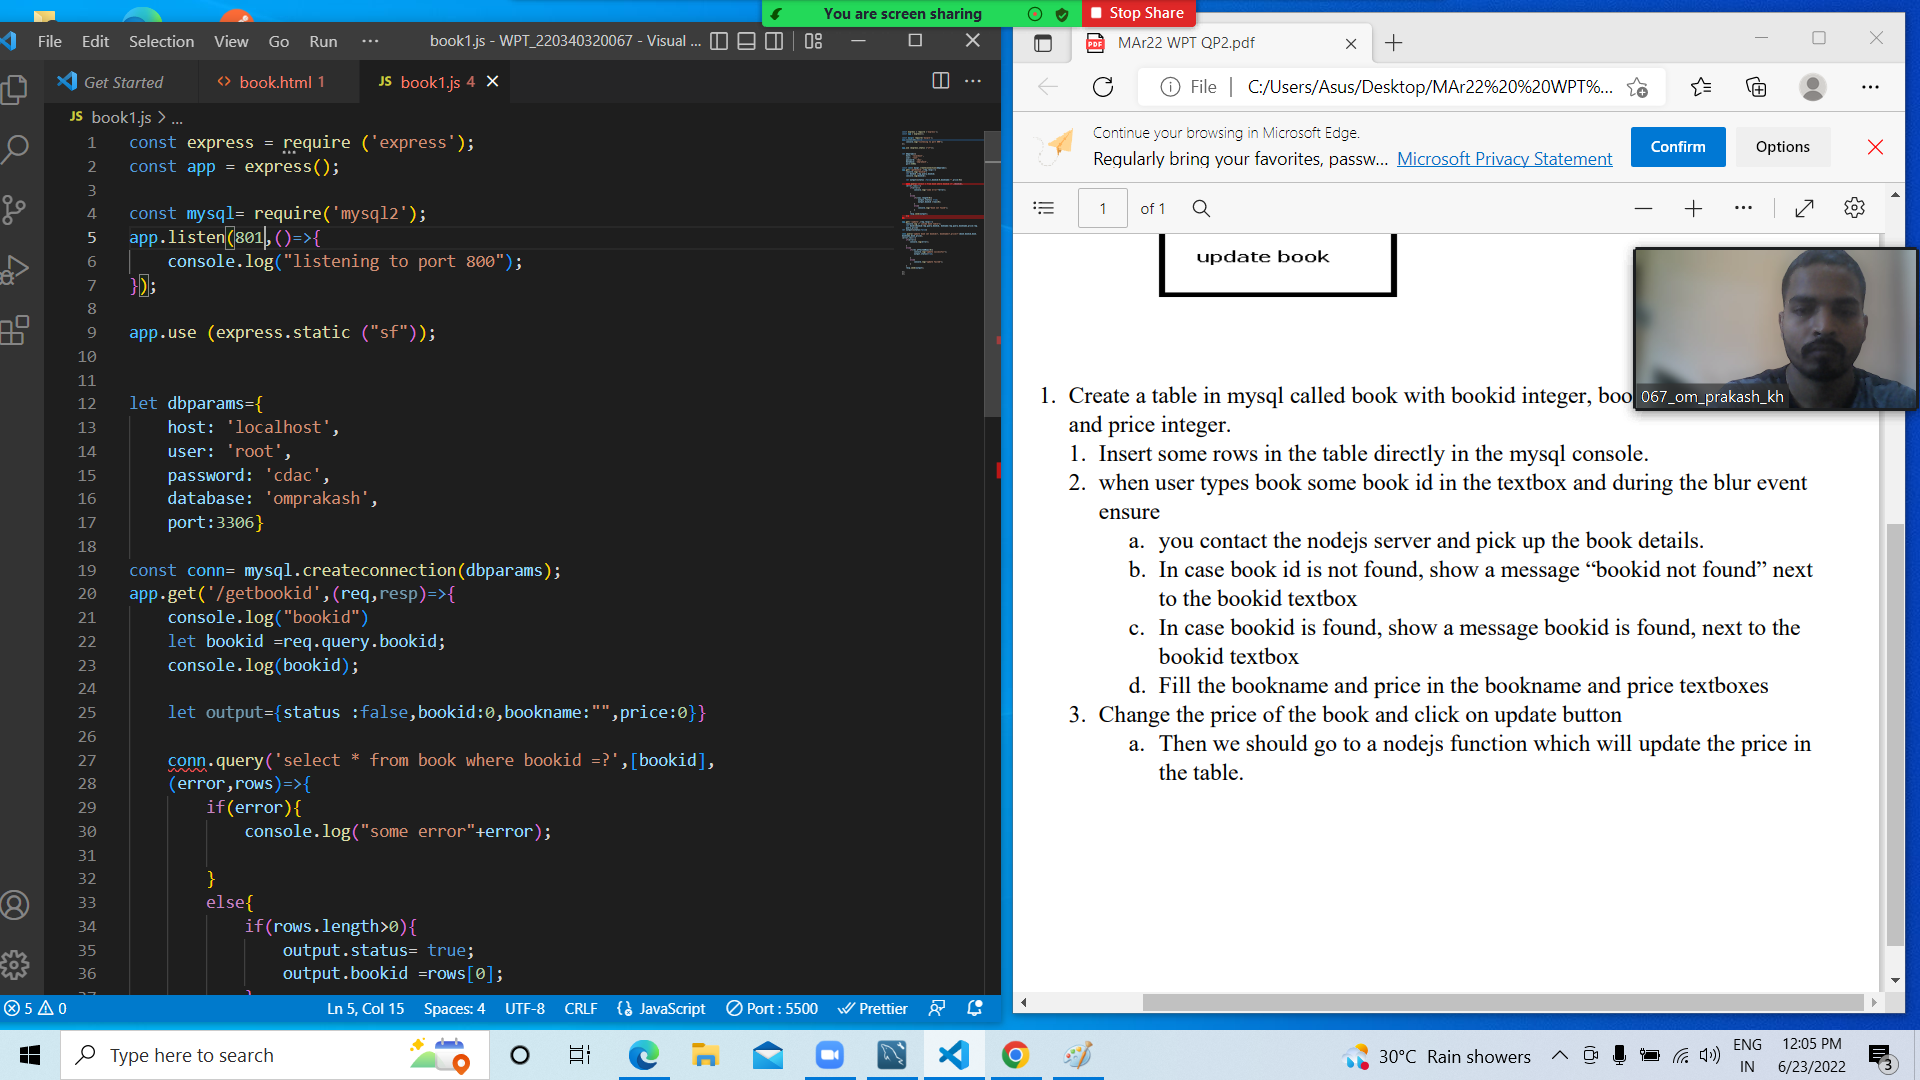 You are screen sharing
Stop Share
File Edit Selection View Go Run ··· book1.js - WPT_220340320067 - Visual ...
Get Started
<> book.html 1
JS book1.js 4
JS book1.js > ...
1 const express = require ('express');
2 const app = express();
3
4 const mysql= require('mysql2');
5 app.listen(801,()=>{
6 console.log("listening to port 800");
7 });
8
9 app.use (express.static ("sf"));
10
11
12 let dbparams={
13 host: 'localhost',
14 user: 'root',
15 password: 'cdac',
16 database: 'omprakash',
17 port:3306}
18
19 const conn= mysql.createconnection(dbparams);
20 app.get('/getbookid',(req,resp)=>{
21 console.log("bookid")
22 let bookid =req.query.bookid;
23 console.log(bookid);
24
25 let output={status :false,bookid:0,bookname:"",price:0}}
26
27 conn.query('select * from book where bookid =?',[bookid],
28 (error,rows)=>{
29 if(error){
30 console.log("some error"+error);
31
32 }
33 else{
34 if(rows.length>0){
35 output.status= true;
36 output.bookid =rows[0];
5 0 Ln 5, Col 15 Spaces: 4 UTF-8 CRLF {} JavaScript Port : 5500 Prettier
PDF MAr22 WPT QP2.pdf
File C:/Users/Asus/Desktop/MAr22%20%20WPT%...
Continue your browsing in Microsoft Edge.
Regularly bring your favorites, passw... Microsoft Privacy Statement
Confirm
Options
1 of 1
update book
067_om_prakash_kh
1. Create a table in mysql called book with bookid integer,
and price integer.
1. Insert some rows in the table directly in the mysql console.
2. when user types book some book id in the textbox and during the blur event
ensure
a. you contact the nodejs server and pick up the book details.
b. In case book id is not found, show a message “bookid not found” next
to the bookid textbox
c. In case bookid is found, show a message bookid is found, next to the
bookid textbox
d. Fill the bookname and price in the bookname and price textboxes
3. Change the price of the book and click on update button
a. Then we should go to a nodejs function which will update the price in
the table.
Type here to search
30°C Rain showers
ENG
IN
12:05 PM
6/23/2022
3